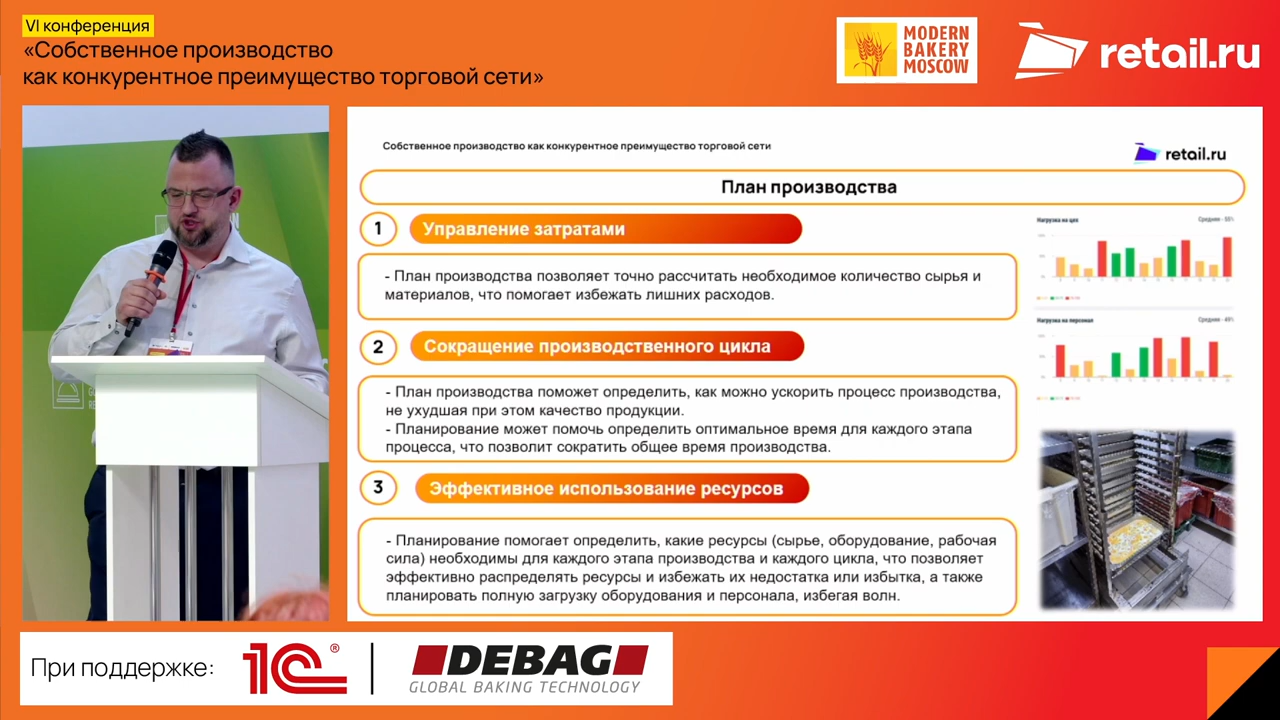 VI конференция
«Собственное производство
как конкурентное преимущество торговой сети»
MODERN
BAKERY
MOSCOW
retail.ru
Собственное производство как конкурентное преимущество торговой сети
retail.ru
План производства
1
Управление затратами
- План производства позволяет точно рассчитать необходимое количество сырья и
материалов, что помогает избежать лишних расходов.
2
Сокращение производственного цикла
- План производства поможет определить, как можно ускорить процесс производства,
не ухудшая при этом качество продукции.
- Планирование может помочь определить оптимальное время для каждого этапа
процесса, что позволит сократить общее время производства.
3
Эффективное использование ресурсов
- Планирование помогает определить, какие ресурсы (сырье, оборудование, рабочая
сила) необходимы для каждого этапа производства и каждого цикла, что позволяет
эффективно распределять ресурсы и избежать их недостатка или избытка, а также
планировать полную загрузку оборудования и персонала, избегая волн.
Нагрузка на цех
Нагрузка на персонал
При поддержке:
1С®
DEBAG
GLOBAL BAKING TECHNOLOGY